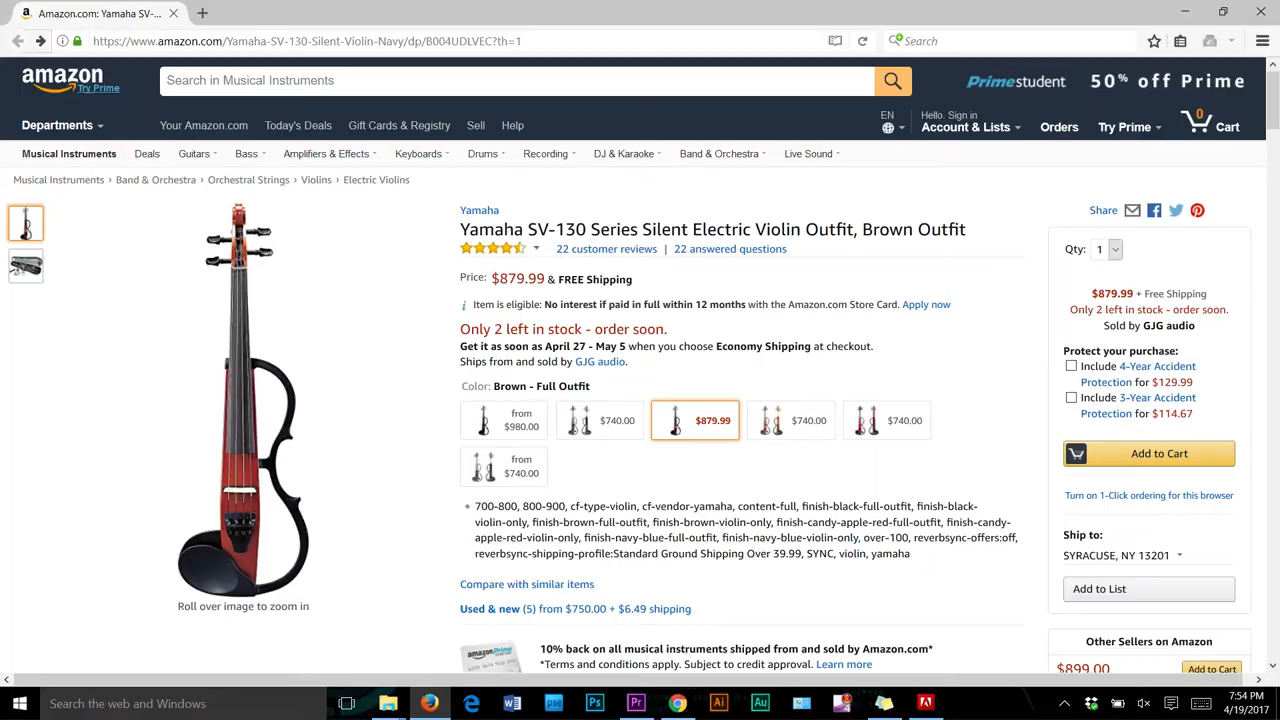 Amazon.com: Yamaha SV-...
https://www.amazon.com/Yamaha-SV-130-Silent-Violin-Navy/dp/B004UDLVEC?th=1
Search
amazon
Try Prime
Search in Musical Instruments
Primestudent 50% off Prime
Departments
Your Amazon.com
Today's Deals
Gift Cards & Registry
Sell
Help
EN
Hello. Sign in
Account & Lists
Orders
Try Prime
0
Cart
Musical Instruments
Deals
Guitars
Bass
Amplifiers & Effects
Keyboards
Drums
Recording
DJ & Karaoke
Band & Orchestra
Live Sound
Musical Instruments › Band & Orchestra › Orchestral Strings › Violins › Electric Violins
Roll over image to zoom in
Yamaha
Yamaha SV-130 Series Silent Electric Violin Outfit, Brown Outfit
22 customer reviews | 22 answered questions
Price: $879.99 & FREE Shipping
Item is eligible: No interest if paid in full within 12 months with the Amazon.com Store Card. Apply now
Only 2 left in stock - order soon.
Get it as soon as April 27 - May 5 when you choose Economy Shipping at checkout.
Ships from and sold by GJG audio.
Color: Brown - Full Outfit
from
$980.00
$740.00
$879.99
$740.00
$740.00
from
$740.00
700-800, 800-900, cf-type-violin, cf-vendor-yamaha, content-full, finish-black-full-outfit, finish-black-
violin-only, finish-brown-full-outfit, finish-brown-violin-only, finish-candy-apple-red-full-outfit, finish-candy-
apple-red-violin-only, finish-navy-blue-full-outfit, finish-navy-blue-violin-only, over-100, reverbsync-offers:off,
reverbsync-shipping-profile:Standard Ground Shipping Over 39.99, SYNC, violin, yamaha
Compare with similar items
Used & new (5) from $750.00 + $6.49 shipping
amazonPrime
10% back on all musical instruments shipped from and sold by Amazon.com*
*Terms and conditions apply. Subject to credit approval. Learn more
Share
Qty: 1
$879.99 + Free Shipping
Only 2 left in stock - order soon.
Sold by GJG audio
Protect your purchase:
Include 4-Year Accident
Protection for $129.99
Include 3-Year Accident
Protection for $114.67
Add to Cart
Turn on 1-Click ordering for this browser
Ship to:
SYRACUSE, NY 13201
Add to List
Other Sellers on Amazon
$899.00
Add to Cart
Search the web and Windows
pse
Ps
Pr
Ai
Au
7:54 PM
4/19/2017